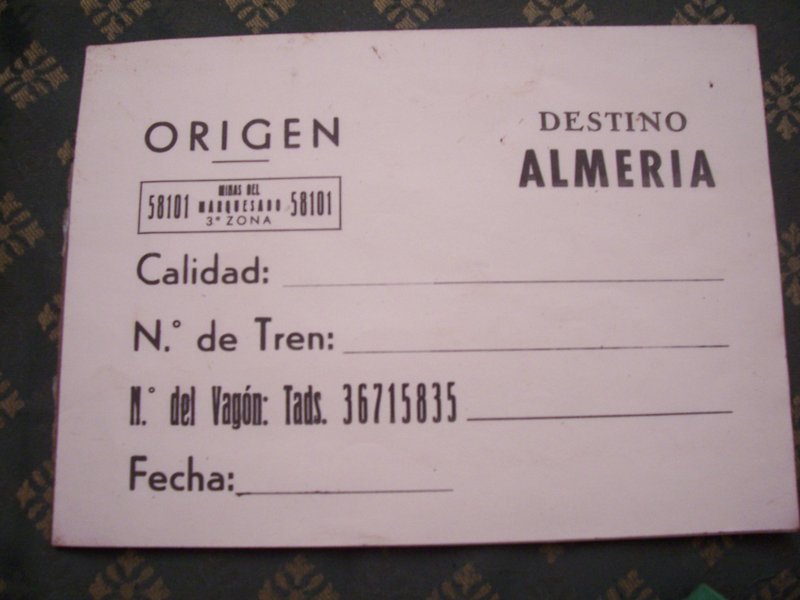 ORIGEN
DESTINO
ALMERIA
58101 MINAS DEL MARQUESADO 3ª ZONA 58101
Calidad:
N.° de Tren:
N.° del Vagón: Tads. 36715835
Fecha: